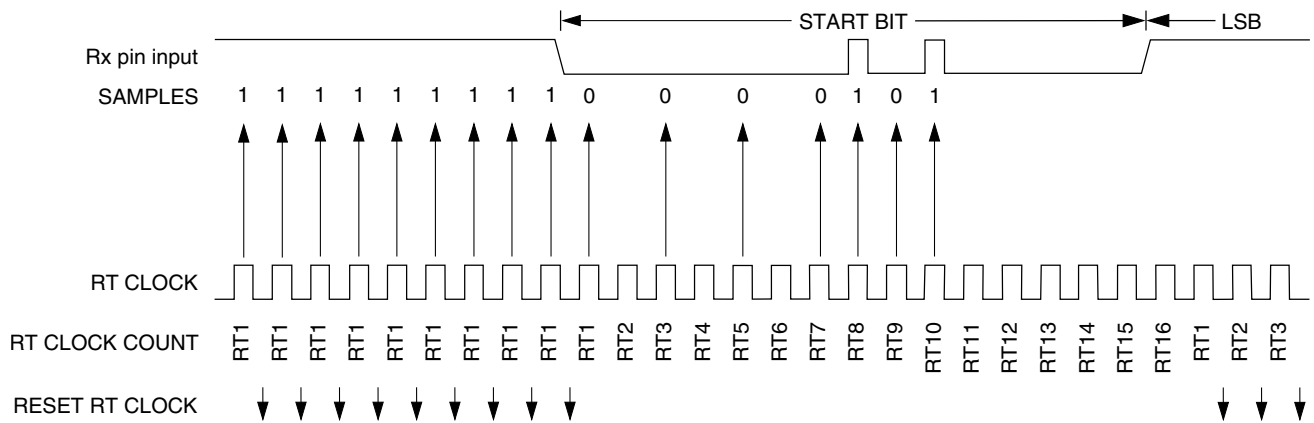 START BIT LSB
Rx pin input
SAMPLES 1 1 1 1 1 1 1 1 1 0 0 0 0 1 0 1
RT CLOCK
RT CLOCK COUNT RT1 RT1 RT1 RT1 RT1 RT1 RT1 RT1 RT1 RT1 RT2 RT3 RT4 RT5 RT6 RT7 RT8 RT9 RT10 RT11 RT12 RT13 RT14 RT15 RT16 RT1 RT2 RT3
RESET RT CLOCK